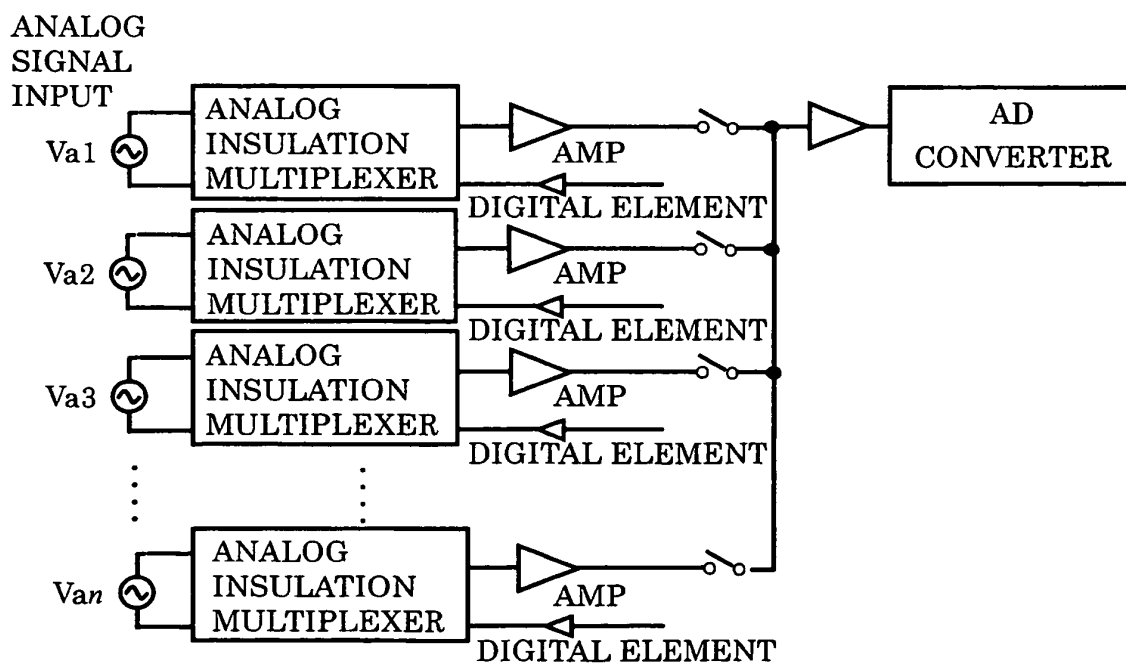 ANALOG
SIGNAL
INPUT
Va1
ANALOG
INSULATION
MULTIPLEXER
AMP
DIGITAL ELEMENT
AD
CONVERTER
Va2
ANALOG
INSULATION
MULTIPLEXER
AMP
DIGITAL ELEMENT
Va3
ANALOG
INSULATION
MULTIPLEXER
AMP
DIGITAL ELEMENT
Van
ANALOG
INSULATION
MULTIPLEXER
AMP
DIGITAL ELEMENT